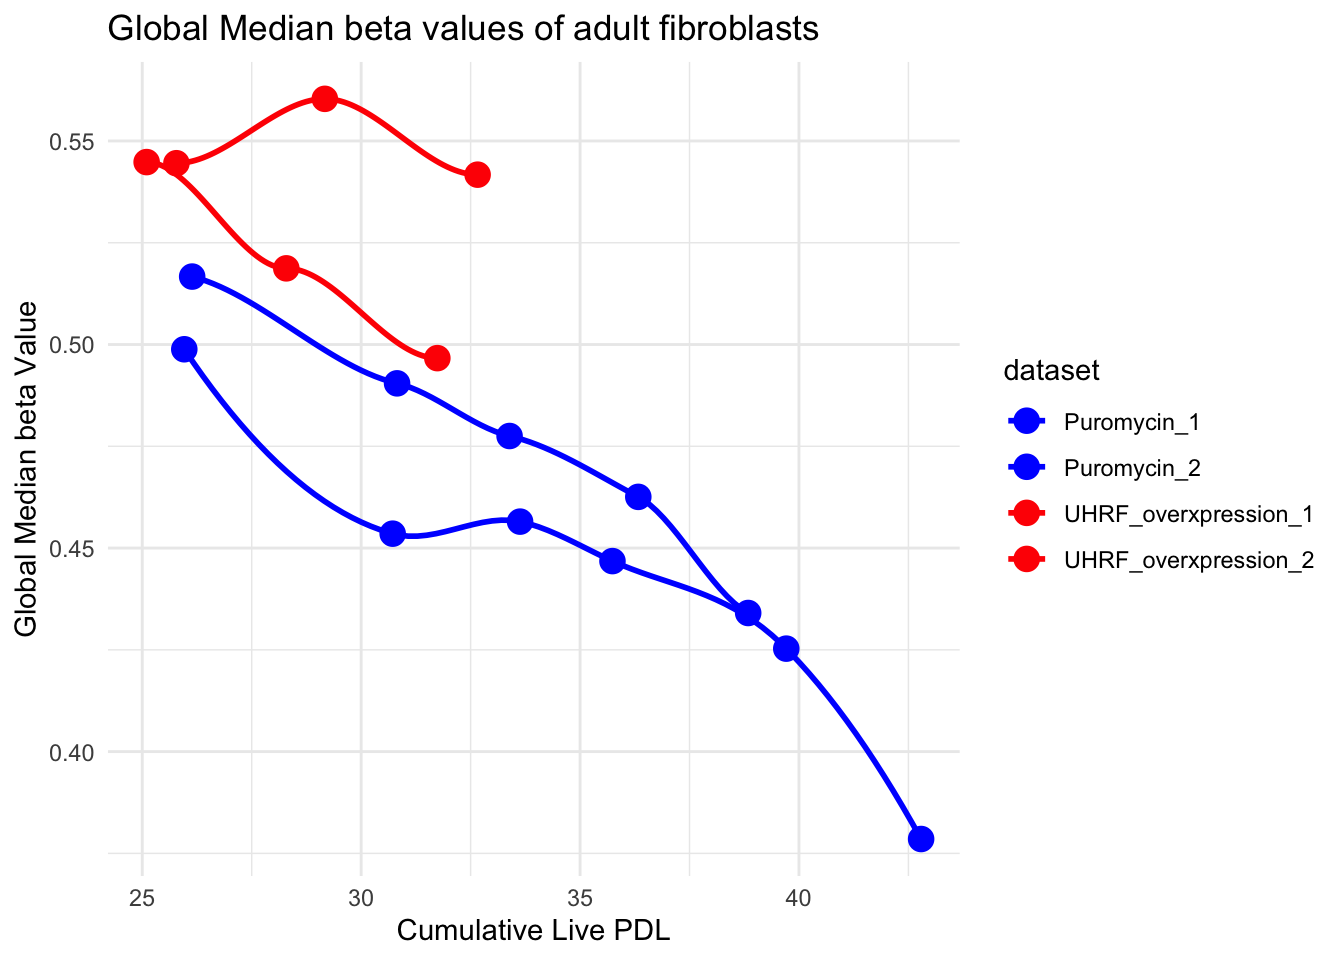 Global Median beta values of adult fibroblasts
Global Median beta Value
0.55
0.50
0.45
0.40
25 30 35 40
Cumulative Live PDL
dataset
Puromycin_1
Puromycin_2
UHRF_overxpression_1
UHRF_overxpression_2